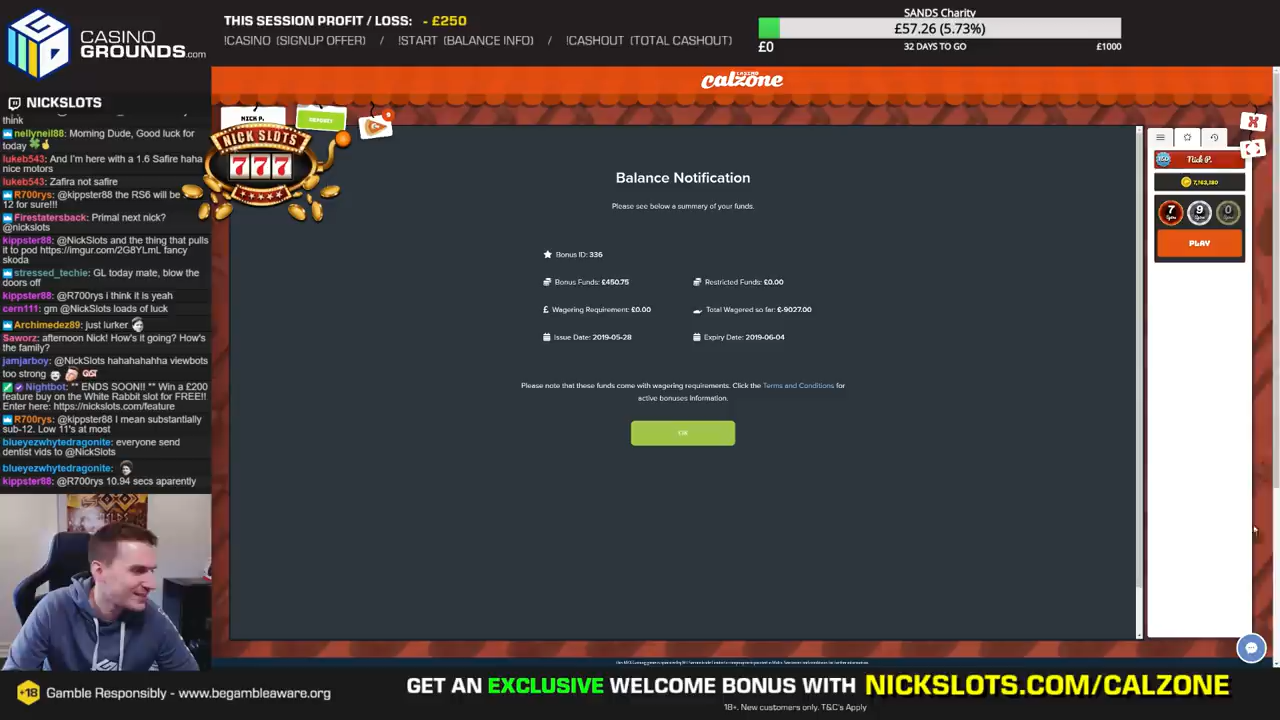 CASINO
GROUNDS.com
THIS SESSION PROFIT / LOSS: - £250
!CASINO (SIGNUP OFFER) / !START (BALANCE INFO) / !CASHOUT (TOTAL CASHOUT)
SANDS Charity
£57.26 (5.73%)
£0 32 DAYS TO GO £1000
NICKSLOTS
think
nellyneil88: Morning Dude, Good luck for
today
lukeb543: And I'm here with a 1.6 Safire haha
nice motors
lukeb543: Zafira not safire
R700rys: @kippster88 the RS6 will be
12 for sure!!!
Firestatersback: Primal next nick?
@nickslots
kippster88: @NickSlots and the thing that pulls
it to pod https://imgur.com/2G8YLmL fancy
skoda
stressed_techie: GL today mate, blow the
doors off
kippster88: @R700rys i think it is yeah
cern111: gm @NickSlots loads of luck
Archimedez89: just lurker
Saworz: afternoon Nick! How's it going? How's
the family?
jamjarboy: @NickSlots hahahahahha viewbots
too strong
Nightbot: ** ENDS SOON!! ** Win a £200
feature buy on the White Rabbit slot for FREE!!
Enter here: https://nickslots.com/feature
R700rys: @kippster88 I mean substantially
sub-12. Low 11's at most
blueyezwhytedragonite: everyone send
dentist vids to @NickSlots
blueyezwhytedragonite:
kippster88: @R700rys 10.94 secs apparently
casino
calzone
NICK P.
DEPOSIT
NICK SLOTS
777
Balance Notification
Please see below a summary of your funds.
Bonus ID: 336
Bonus Funds: £450.75 Restricted Funds: £0.00
Wagering Requirement: £0.00 Total Wagered so far: £-9027.00
Issue Date: 2019-05-28 Expiry Date: 2019-06-04
Please note that these funds come with wagering requirements. Click the Terms and Conditions for
active bonuses information.
OK
Nick P.
7,163,180
7 9 0
PLAY
+18 Gamble Responsibly - www.begambleaware.org
GET AN EXCLUSIVE WELCOME BONUS WITH NICKSLOTS.COM/CALZONE
18+. New customers only. T&C's Apply